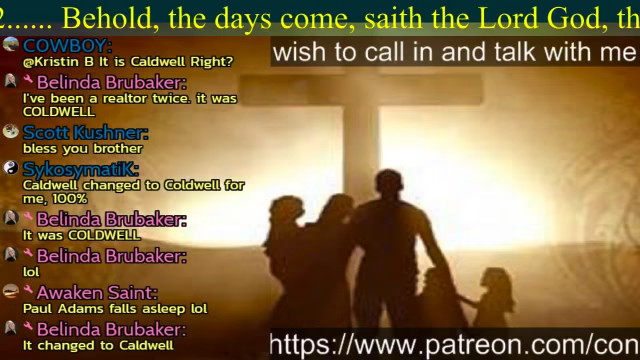 2...... Behold, the days come, saith the Lord God, th
COWBOY:
@Kristin B It is Caldwell Right?
Belinda Brubaker:
I've been a realtor twice. it was
COLDWELL
Scott Kushner:
bless you brother
SykosymatiK:
Caldwell changed to Coldwell for
me, 100%
Belinda Brubaker:
It was COLDWELL
Belinda Brubaker:
lol
Awaken Saint:
Paul Adams falls asleep lol
Belinda Brubaker:
It changed to Caldwell
wish to call in and talk with me
https://www.patreon.com/con